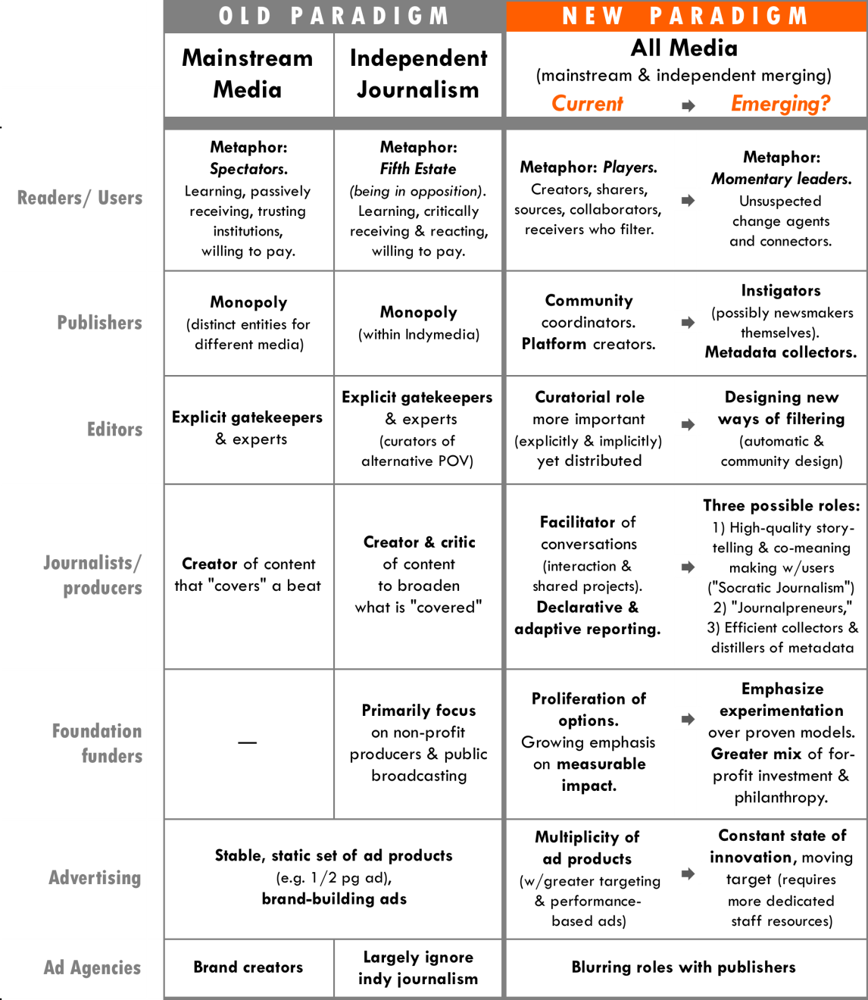 OLD PARADIGM
NEW PARADIGM
Mainstream
Media
Independent
Journalism
All Media
(mainstream & independent merging)
Current
Emerging?
Readers/ Users
Metaphor:
Spectators.
Learning, passively
receiving, trusting
institutions,
willing to pay.
Metaphor:
Fifth Estate
(being in opposition).
Learning, critically
receiving & reacting,
willing to pay.
Metaphor: Players.
Creators, sharers,
sources, collaborators,
receivers who filter.
Metaphor:
Momentary leaders.
Unsuspected
change agents
and connectors.
Publishers
Monopoly
(distinct entities for
different media)
Monopoly
(within Indymedia)
Community
coordinators.
Platform creators.
Instigators
(possibly newsmakers
themselves).
Metadata collectors.
Editors
Explicit gatekeepers
& experts
Explicit gatekeepers
& experts
(curators of
alternative POV)
Curatorial role
more important
(explicitly & implicitly)
yet distributed
Designing new
ways of filtering
(automatic &
community design)
Journalists/
producers
Creator of content
that "covers" a beat
Creator & critic
of content
to broaden
what is "covered"
Facilitator of
conversations
(interaction &
shared projects).
Declarative &
adaptive reporting.
Three possible roles:
1) High-quality story-
telling & co-meaning
making w/users
("Socratic Journalism")
2) "Journalpreneurs,"
3) Efficient collectors &
distillers of metadata
Foundation
funders
—
Primarily focus
on non-profit
producers & public
broadcasting
Proliferation of
options.
Growing emphasis
on measurable
impact.
Emphasize
experimentation
over proven models.
Greater mix of for-
profit investment &
philanthropy.
Advertising
Stable, static set of ad products
(e.g. 1/2 pg ad),
brand-building ads
Multiplicity of
ad products
(w/greater targeting
& performance-
based ads)
Constant state of
innovation, moving
target (requires
more dedicated
staff resources)
Ad Agencies
Brand creators
Largely ignore
indy journalism
Blurring roles with publishers